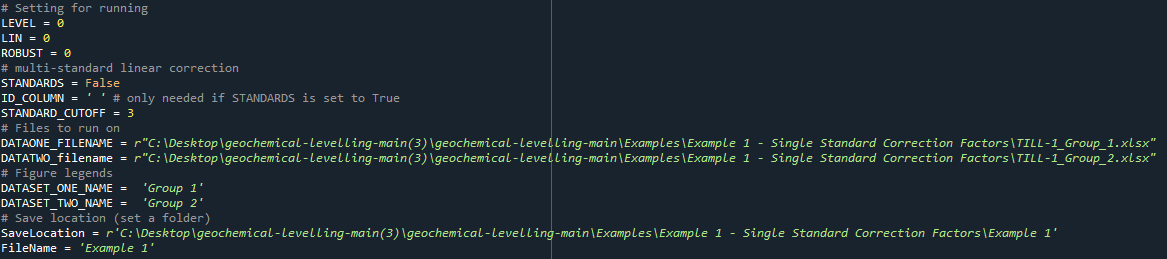 # Setting for running
LEVEL = 0
LIN = 0
ROBUST = 0
# multi-standard linear correction
STANDARDS = False
ID_COLUMN = ' ' # only needed if STANDARDS is set to True
STANDARD_CUTOFF = 3
# Files to run on
DATAONE_FILENAME = r"C:\Desktop\geochemical-levelling-main(3)\geochemical-levelling-main\Examples\Example 1 - Single Standard Correction Factors\TILL-1_Group_1.xlsx"
DATATWO_filename = r"C:\Desktop\geochemical-levelling-main(3)\geochemical-levelling-main\Examples\Example 1 - Single Standard Correction Factors\TILL-1_Group_2.xlsx"
# Figure legends
DATASET_ONE_NAME =  'Group 1'
DATASET_TWO_NAME =  'Group 2'
# Save location (set a folder)
SaveLocation = r'C:\Desktop\geochemical-levelling-main(3)\geochemical-levelling-main\Examples\Example 1 - Single Standard Correction Factors\Example 1'
FileName = 'Example 1'